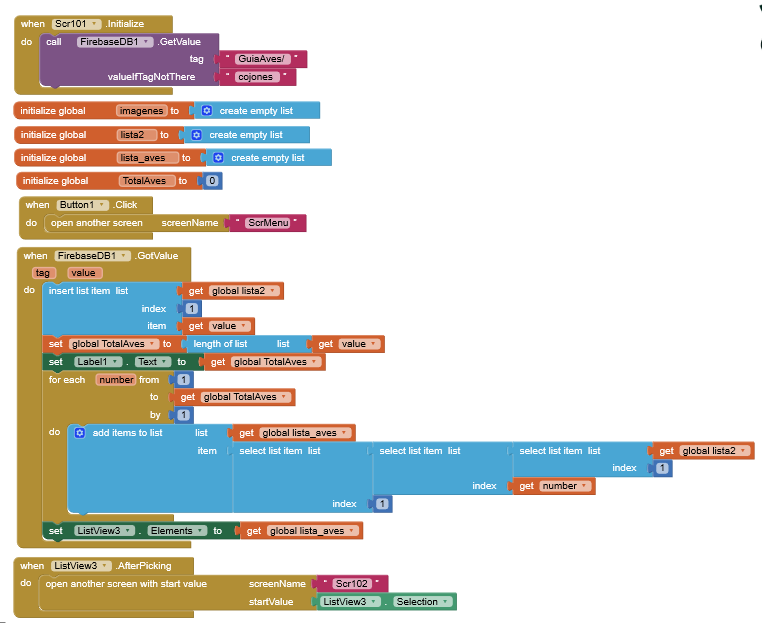 when Scr101 .Initialize
do call FirebaseDB1 .GetValue
tag " GuiaAves/ "
valueIfTagNotThere " cojones "
initialize global imagenes to create empty list
initialize global lista2 to create empty list
initialize global lista_aves to create empty list
initialize global TotalAves to 0
when Button1 .Click
do open another screen screenName " ScrMenu "
when FirebaseDB1 .GotValue
tag value
do insert list item list get global lista2
index 1
item get value
set global TotalAves to length of list list get value
set Label1 . Text to get global TotalAves
for each number from 1
to get global TotalAves
by 1
do add items to list list get global lista_aves
item select list item list select list item list select list item list get global lista2
index 1
index get number
index 1
set ListView3 . Elements to get global lista_aves
when ListView3 .AfterPicking
do open another screen with start value screenName " Scr102 "
startValue ListView3 . Selection